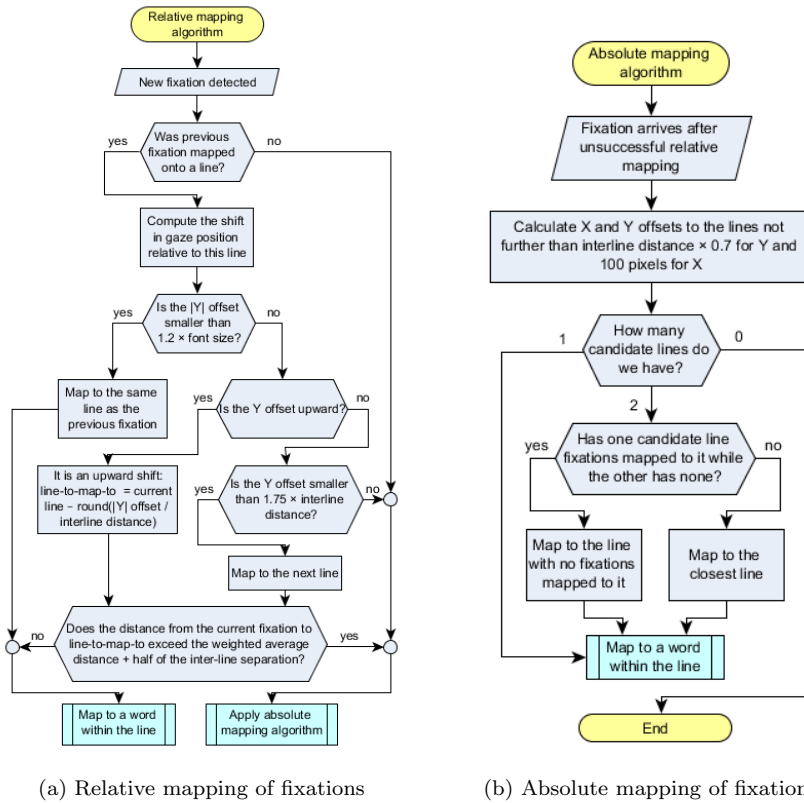 Relative mapping
algorithm
New fixation detected
Was previous
fixation mapped
onto a line?
yes
no
Compute the shift
in gaze position
relative to this line
Is the |Y| offset
smaller than
1.2 × font size?
yes
no
Map to the same
line as the
previous fixation
Is the Y offset upward?
yes
no
It is an upward shift:
line-to-map-to = current
line − round(|Y| offset /
interline distance)
Is the Y offset smaller
than 1.75 × interline
distance?
yes
no
Map to the next line
Does the distance from the current fixation to
line-to-map-to exceed the weighted average
distance + half of the inter-line separation?
no
yes
Map to a word
within the line
Apply absolute
mapping algorithm
(a) Relative mapping of fixations
Absolute mapping
algorithm
Fixation arrives after
unsuccessful relative
mapping
Calculate X and Y offsets to the lines not
further than interline distance × 0.7 for Y and
100 pixels for X
How many
candidate lines do
we have?
1
0
2
Has one candidate line
fixations mapped to it while
the other has none?
yes
no
Map to the line
with no fixations
mapped to it
Map to the
closest line
Map to a word
within the line
End
(b) Absolute mapping of fixation